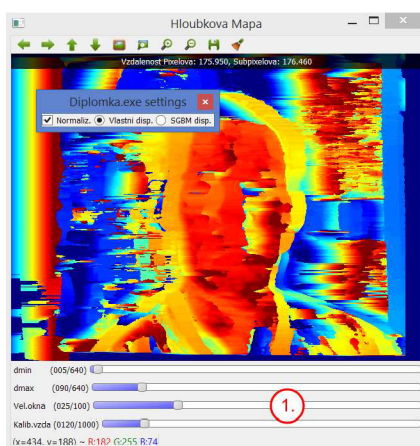 Hloubkova Mapa
Vzdalenost Pixelova: 175.950, Subpixelova: 176.460
Diplomka.exe settings
Normaliz. Vlastni disp. SGBM disp.
dmin (005/640)
dmax (090/640)
Vel.okna (025/100)
1.
Kalib.vzda (0120/1000)
(x=434, y=188) ~ R:182 G:255 B:74